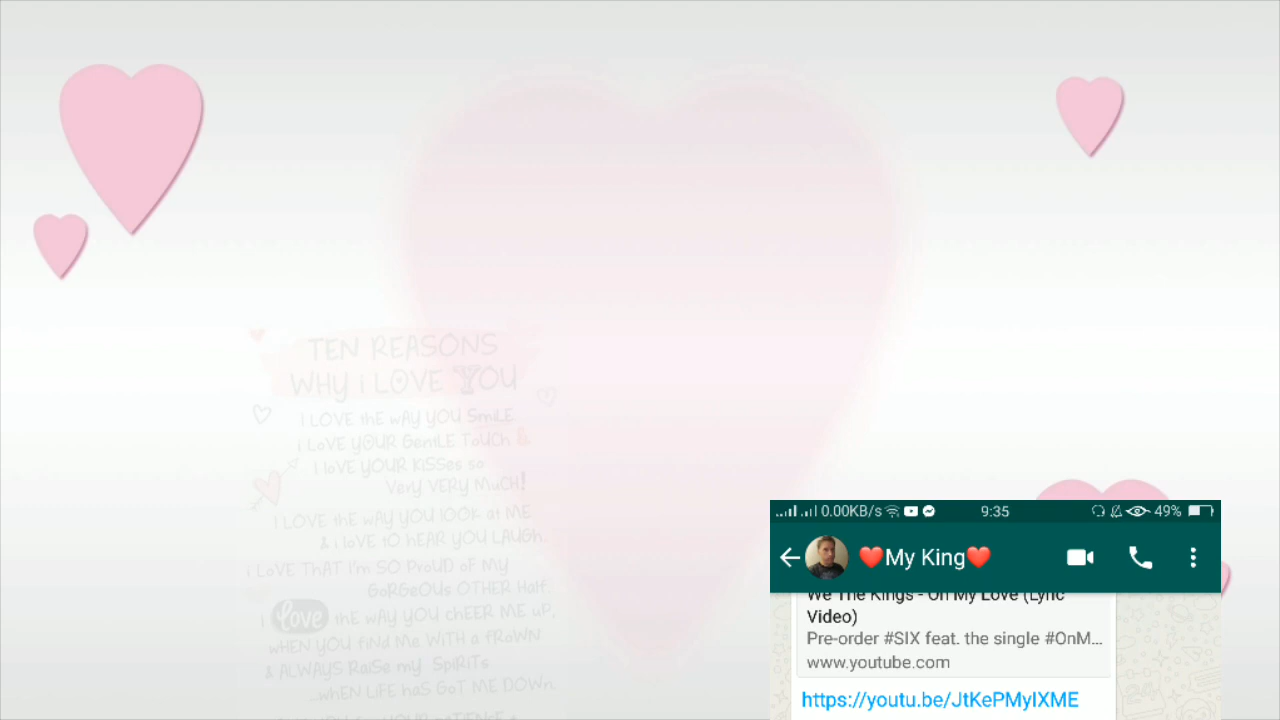 TEN REASONS
WHY i LOVE YOU
I LOVE thE wAY YOU SmiLE
i LoVE YOUR GentLE ToUCh
I loVE YOUR KiSSes so
VerY VERY MuCH!
I LOVE thE WAY YOU lOOk at ME
& i loVE tO hEAR YOU LAUGh.
i LOVE ThAT I'm SO PRoUD oF My
GoRGeOUs OTHER Half.
i love thE wAY YOU chEER ME uP.
wHEN YOU fiNd Me WiTH a fRoWN
& ALWAYS RaiSe my SPiRiTs
...whEN LiFE haS GoT ME DOWn.
0.00KB/s 9:35 49%
❤️My King❤️
We The Kings - On My Love (Lyric
Video)
Pre-order #SIX feat. the single #OnM...
www.youtube.com
https://youtu.be/JtKePMyIXME